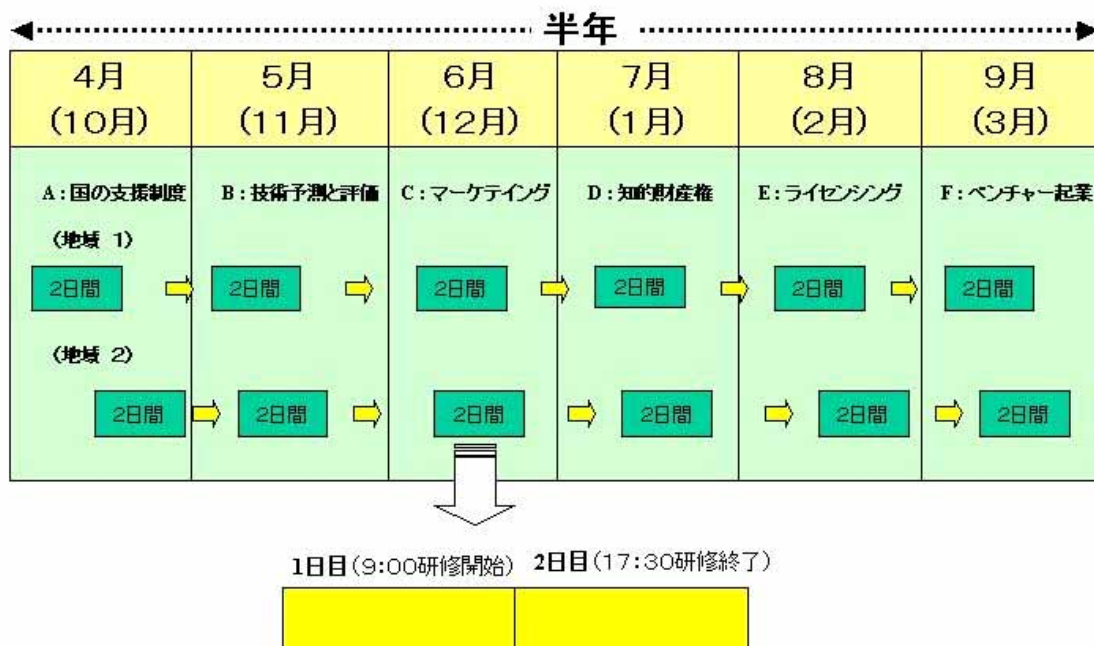 半年
4月
(10月)
5月
(11月)
6月
(12月)
7月
(1月)
8月
(2月)
9月
(3月)
A:国の支援制度
B:技術予測と評価
C:マーケテイング
D:知的財産権
E:ライセンシング
F:ベンチャー起業
(地域 1)
2日間
2日間
2日間
2日間
2日間
2日間
(地域 2)
2日間
2日間
2日間
2日間
2日間
2日間
1日目(9:00研修開始)
2日目(17:30研修終了)